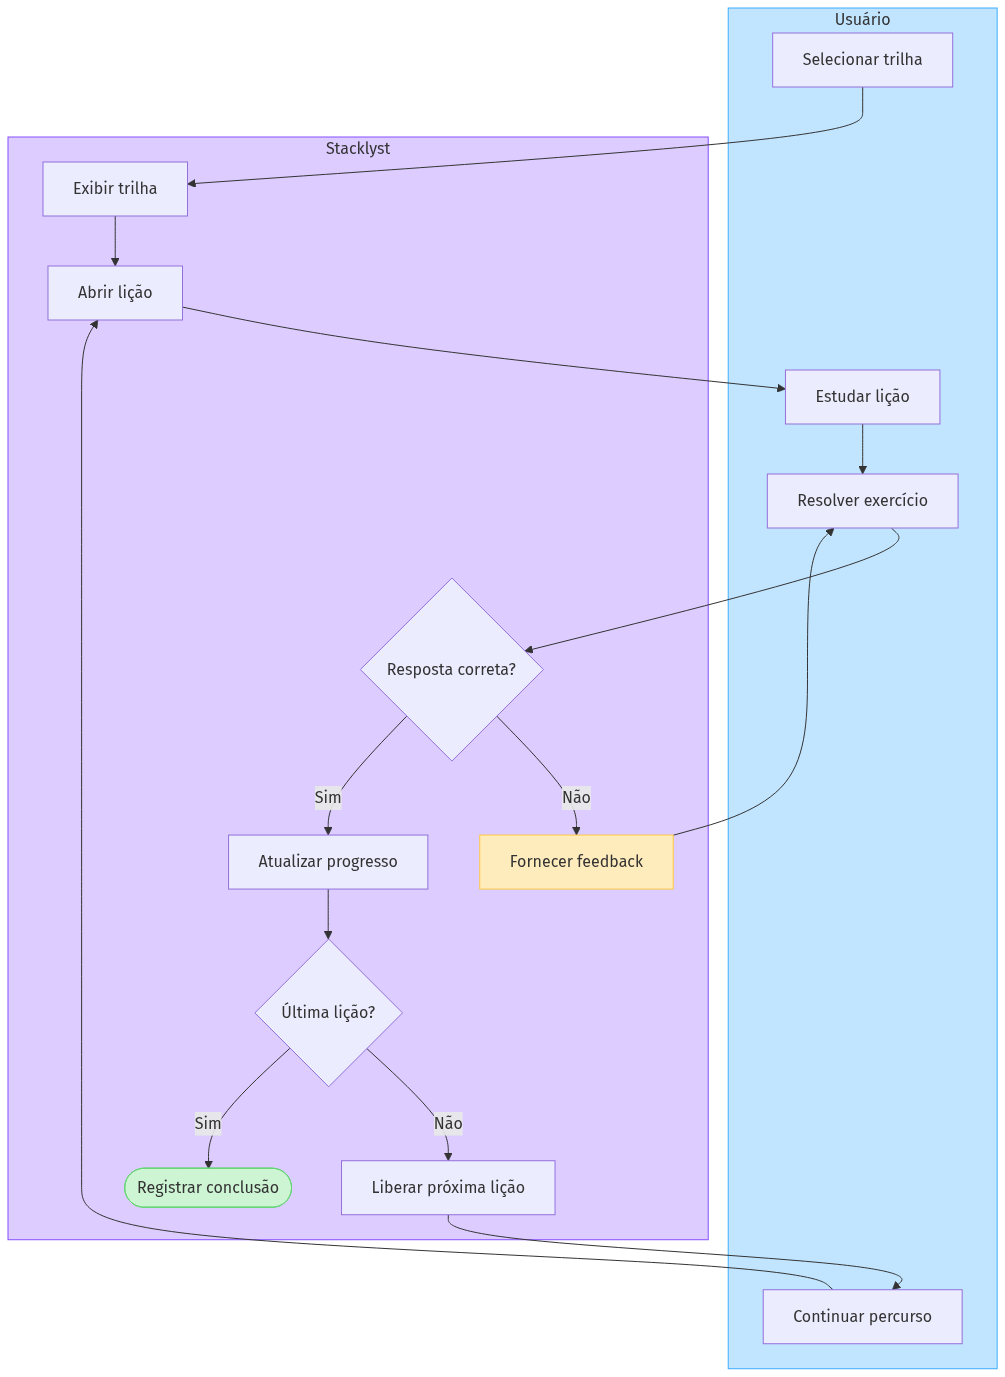 Usuário
Selecionar trilha
Stacklyst
Exibir trilha
Abrir lição
Estudar lição
Resolver exercício
Resposta correta?
Sim
Não
Atualizar progresso
Fornecer feedback
Última lição?
Sim
Não
Registrar conclusão
Liberar próxima lição
Continuar percurso